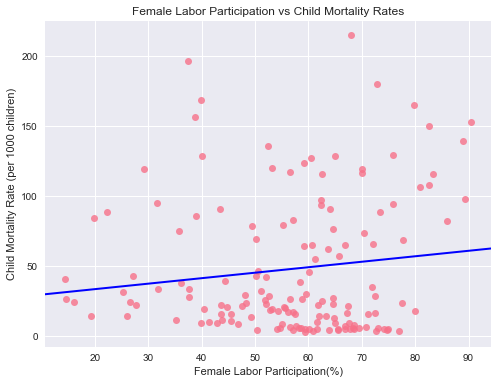 Female Labor Participation vs Child Mortality Rates
200
150
100
50
0
Child Mortality Rate (per 1000 children)
20 30 40 50 60 70 80 90
Female Labor Participation(%)